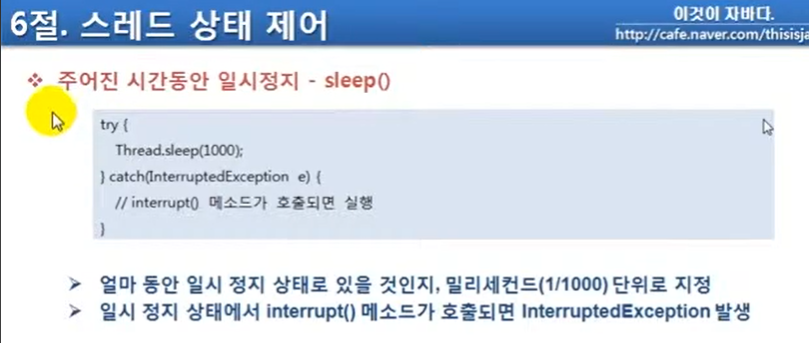 6절. 스레드 상태 제어
이것이 자바다.
http://cafe.naver.com/thisisja
❖ 주어진 시간동안 일시정지 - sleep()
try {
Thread.sleep(1000);
} catch(InterruptedException e) {
// interrupt() 메소드가 호출되면 실행
}
➢ 얼마 동안 일시 정지 상태로 있을 것인지, 밀리세컨드(1/1000) 단위로 지정
➢ 일시 정지 상태에서 interrupt() 메소드가 호출되면 InterruptedException 발생